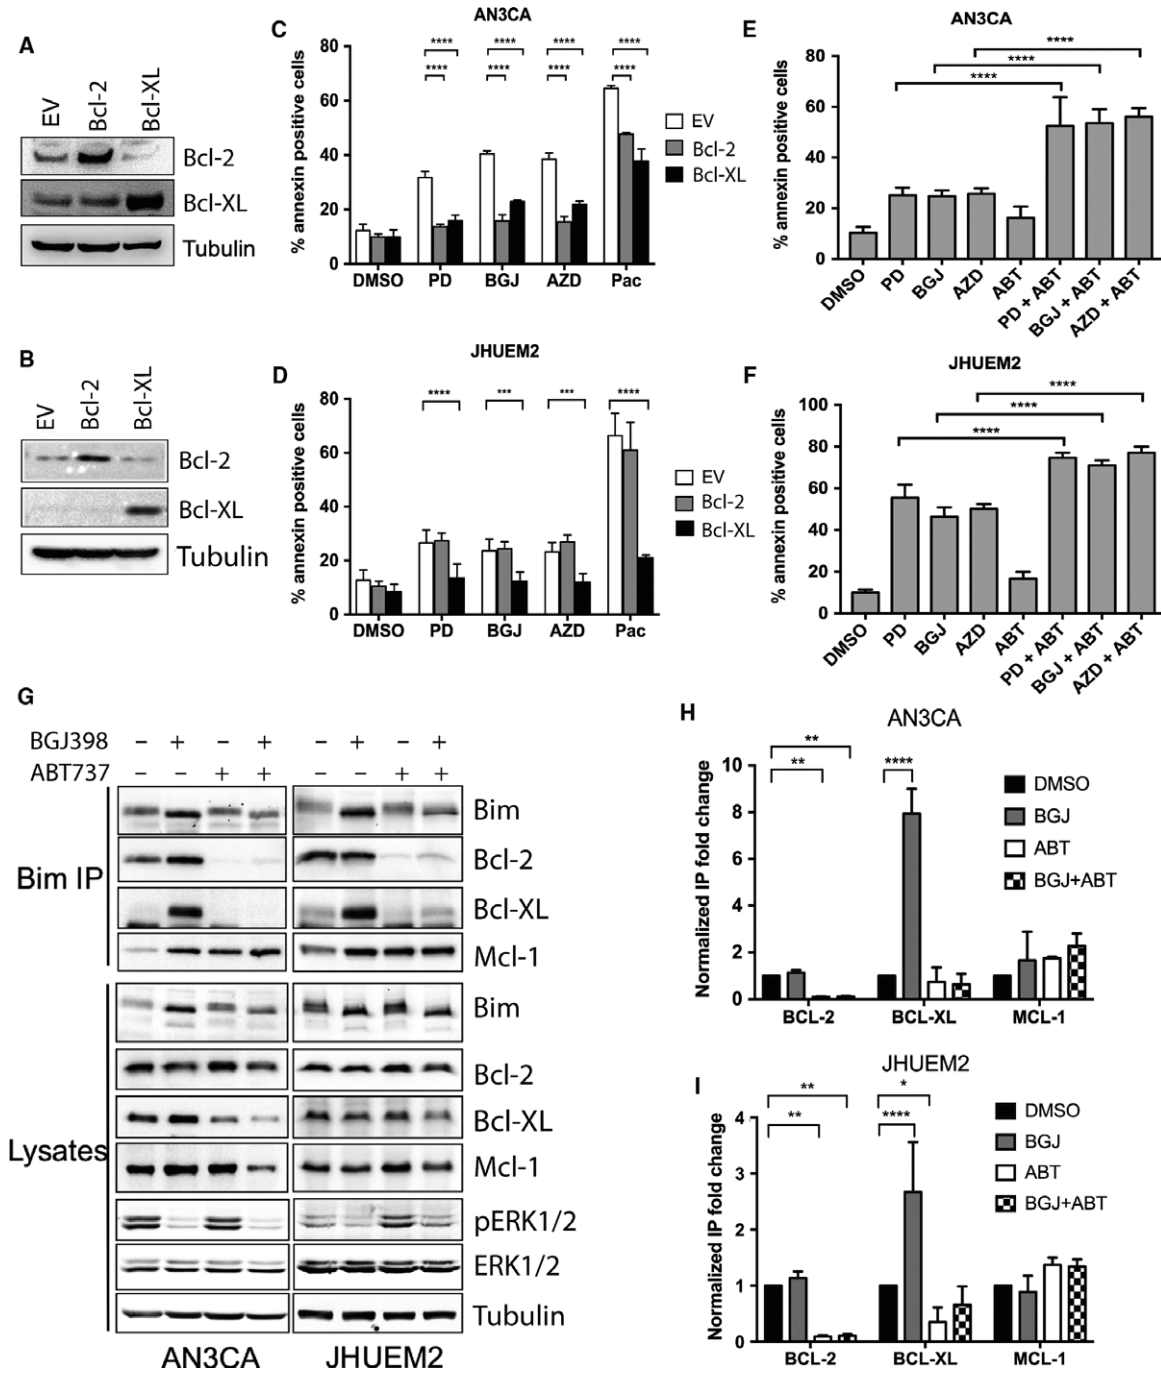 A
EV
Bcl-2
Bcl-XL
Bcl-2
Bcl-XL
Tubulin
B
EV
Bcl-2
Bcl-XL
Bcl-2
Bcl-XL
Tubulin
C
AN3CA
% annexin positive cells
80
60
40
20
0
**** **** **** ****
**** **** **** ****
EV
Bcl-2
Bcl-XL
DMSO PD BGJ AZD Pac
D
JHUEM2
% annexin positive cells
80
60
40
20
0
**** *** *** ****
EV
Bcl-2
Bcl-XL
DMSO PD BGJ AZD Pac
E
AN3CA
% annexin positive cells
80
60
40
20
0
****
****
****
DMSO PD BGJ AZD ABT PD + ABT BGJ + ABT AZD + ABT
F
JHUEM2
% annexin positive cells
100
80
60
40
20
0
****
****
****
DMSO PD BGJ AZD ABT PD + ABT BGJ + ABT AZD + ABT
G
BGJ398 − + − + − + − +
ABT737 − − + + − − + +
Bim IP
Bim
Bcl-2
Bcl-XL
Mcl-1
Lysates
Bim
Bcl-2
Bcl-XL
Mcl-1
pERK1/2
ERK1/2
Tubulin
AN3CA JHUEM2
H
AN3CA
Normalized IP fold change
10
8
6
4
2
0
**
** ****
DMSO
BGJ
ABT
BGJ+ABT
BCL-2 BCL-XL MCL-1
I
JHUEM2
Normalized IP fold change
4
3
2
1
0
** *
** ****
DMSO
BGJ
ABT
BGJ+ABT
BCL-2 BCL-XL MCL-1